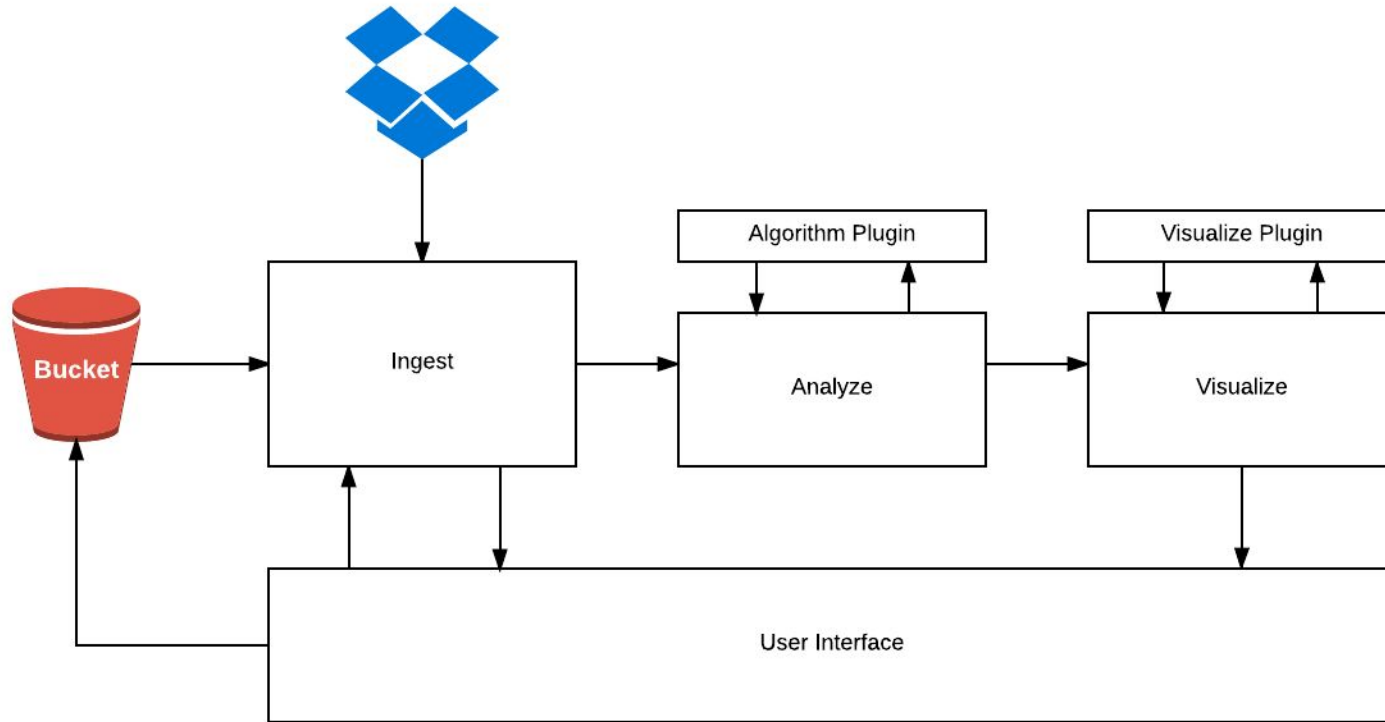 Algorithm Plugin
Visualize Plugin
Bucket
Ingest
Analyze
Visualize
User Interface